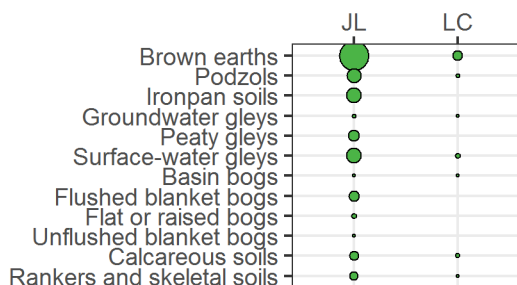 JL LC
Brown earths
Podzols
Ironpan soils
Groundwater gleys
Peaty gleys
Surface-water gleys
Basin bogs
Flushed blanket bogs
Flat or raised bogs
Unflushed blanket bogs
Calcareous soils
Rankers and skeletal soils